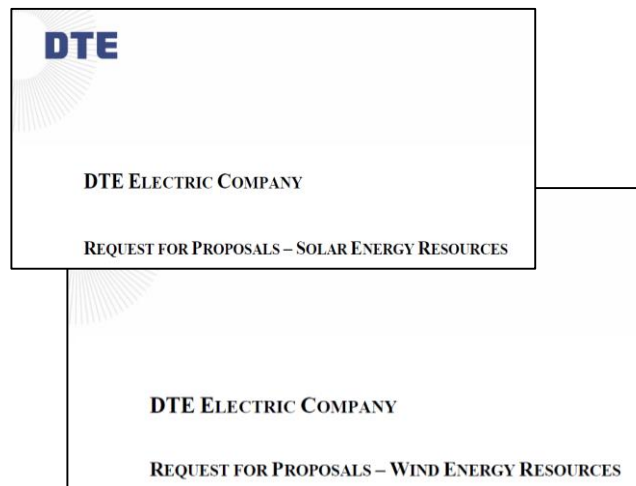 DTE
DTE ELECTRIC COMPANY
REQUEST FOR PROPOSALS – SOLAR ENERGY RESOURCES
DTE ELECTRIC COMPANY
REQUEST FOR PROPOSALS – WIND ENERGY RESOURCES